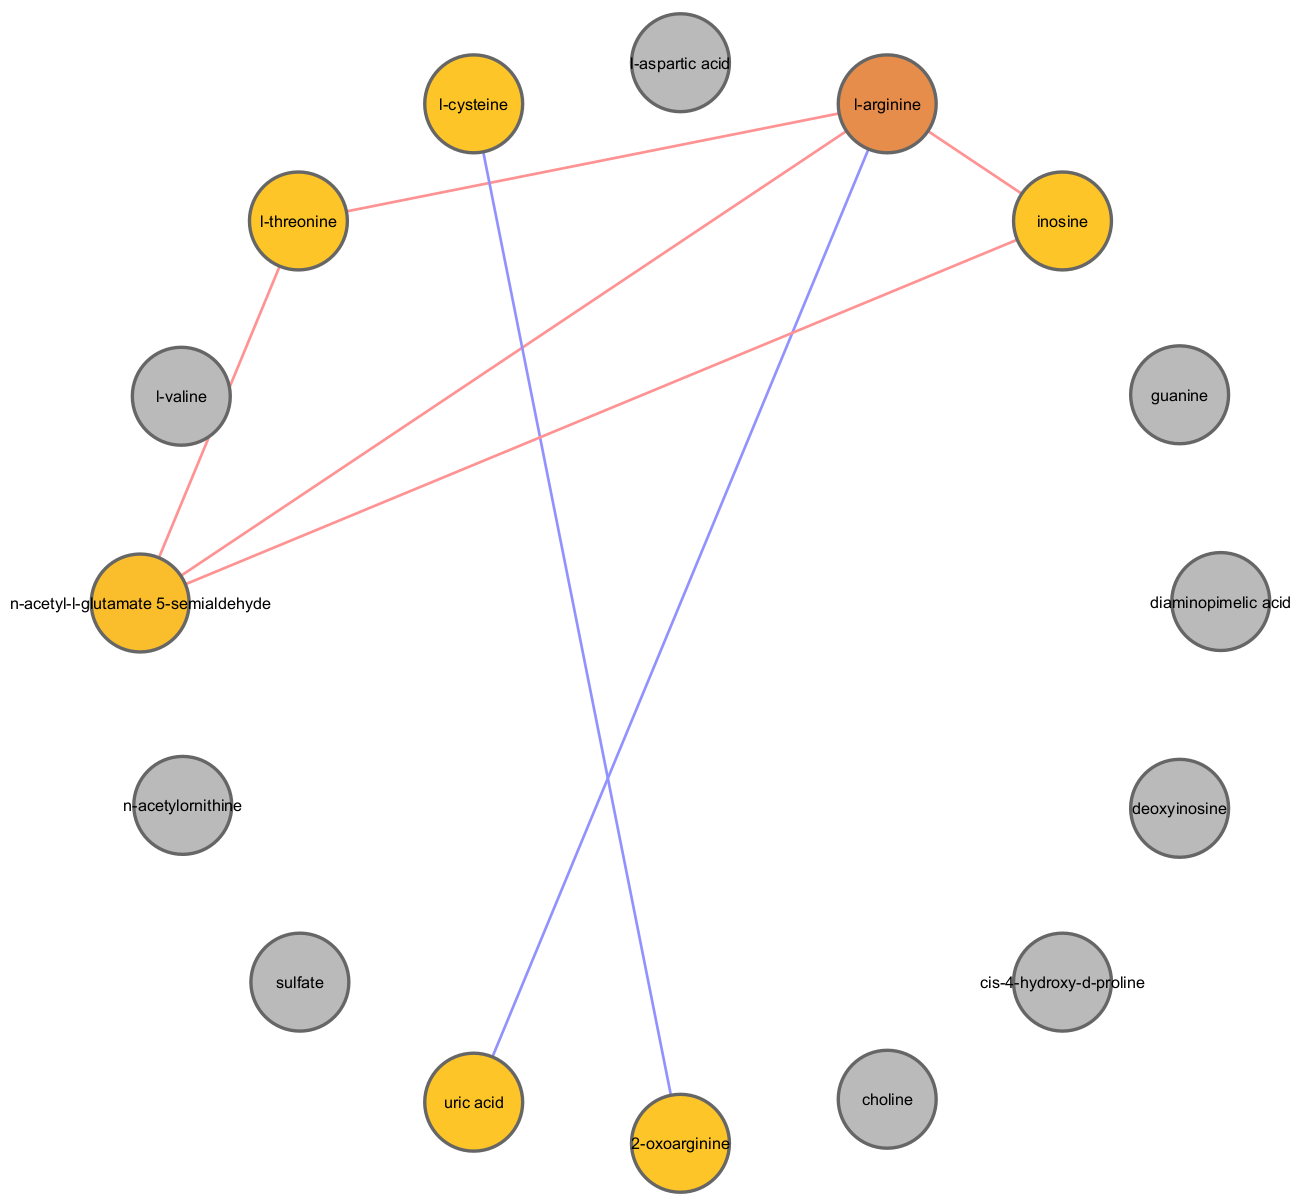 l-aspartic acid
l-cysteine
l-arginine
l-threonine
inosine
l-valine
guanine
n-acetyl-l-glutamate 5-semialdehyde
diaminopimelic acid
n-acetylornithine
deoxyinosine
sulfate
cis-4-hydroxy-d-proline
uric acid
choline
2-oxoarginine